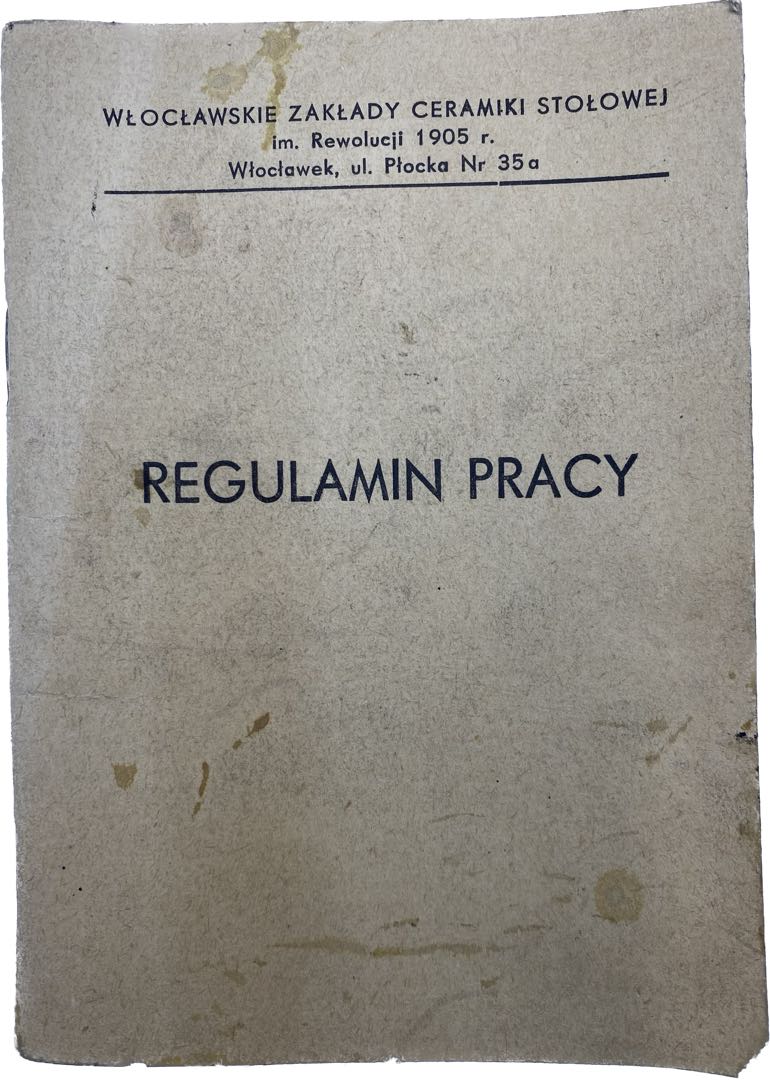 WŁOCŁAWSKIE ZAKŁADY CERAMIKI STOŁOWEJ
im. Rewolucji 1905 r.
Włocławek, ul. Płocka Nr 35a
REGULAMIN PRACY